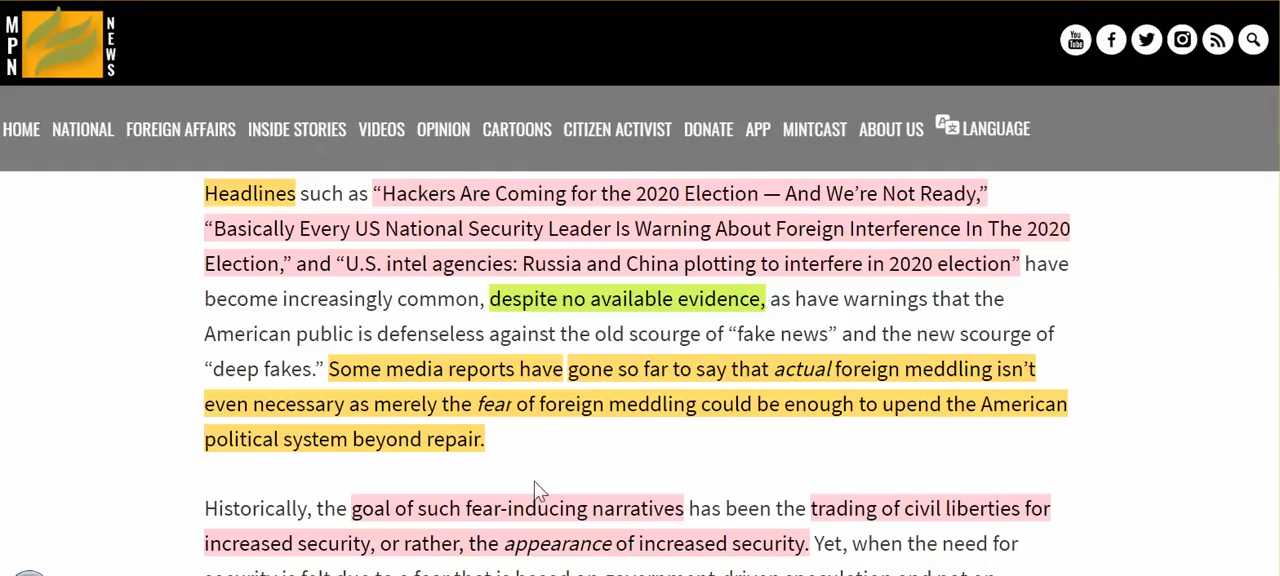 MPN NEWS
You Tube
HOME NATIONAL FOREIGN AFFAIRS INSIDE STORIES VIDEOS OPINION CARTOONS CITIZEN ACTIVIST DONATE APP MINTCAST ABOUT US LANGUAGE
Headlines such as “Hackers Are Coming for the 2020 Election — And We’re Not Ready,”
“Basically Every US National Security Leader Is Warning About Foreign Interference In The 2020
Election,” and “U.S. intel agencies: Russia and China plotting to interfere in 2020 election” have
become increasingly common, despite no available evidence, as have warnings that the
American public is defenseless against the old scourge of “fake news” and the new scourge of
“deep fakes.” Some media reports have gone so far to say that actual foreign meddling isn’t
even necessary as merely the fear of foreign meddling could be enough to upend the American
political system beyond repair.
Historically, the goal of such fear-inducing narratives has been the trading of civil liberties for
increased security, or rather, the appearance of increased security. Yet, when the need for